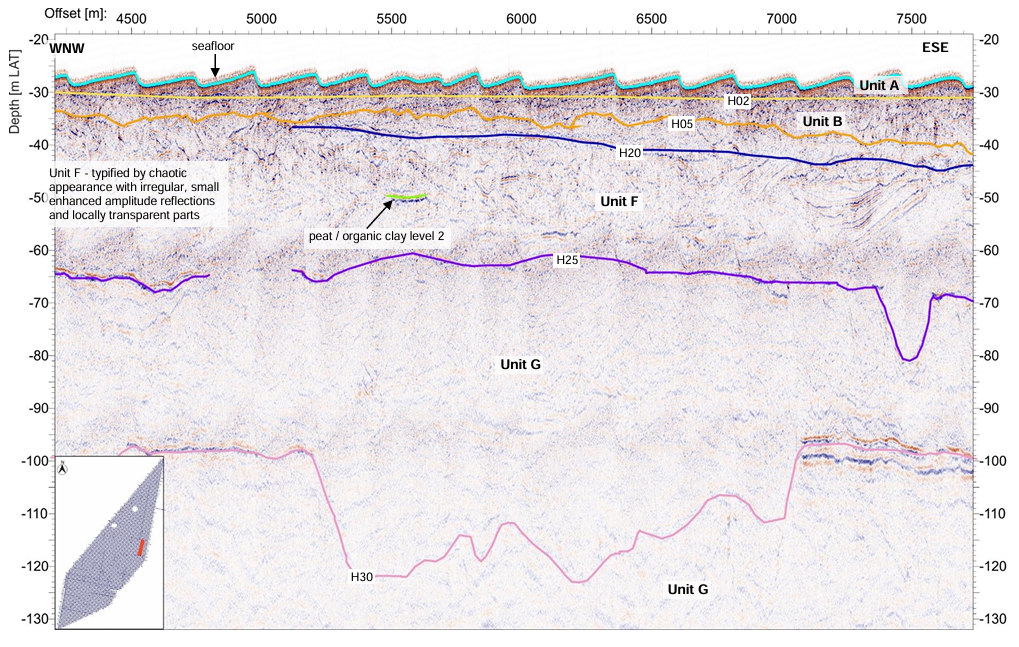 Offset [m]:
4500 5000 5500 6000 6500 7000 7500
Depth [m LAT]
-20 WNW seafloor ESE -20
Unit A
-30 H02 -30
H05 Unit B
-40 H20 -40
Unit F - typified by chaotic
appearance with irregular, small
enhanced amplitude reflections
and locally transparent parts
-50 Unit F -50
peat / organic clay level 2
-60 H25 -60
-70 -70
-80 Unit G -80
-90 -90
-100 -100
-110 -110
-120 H30 -120
Unit G
-130 -130